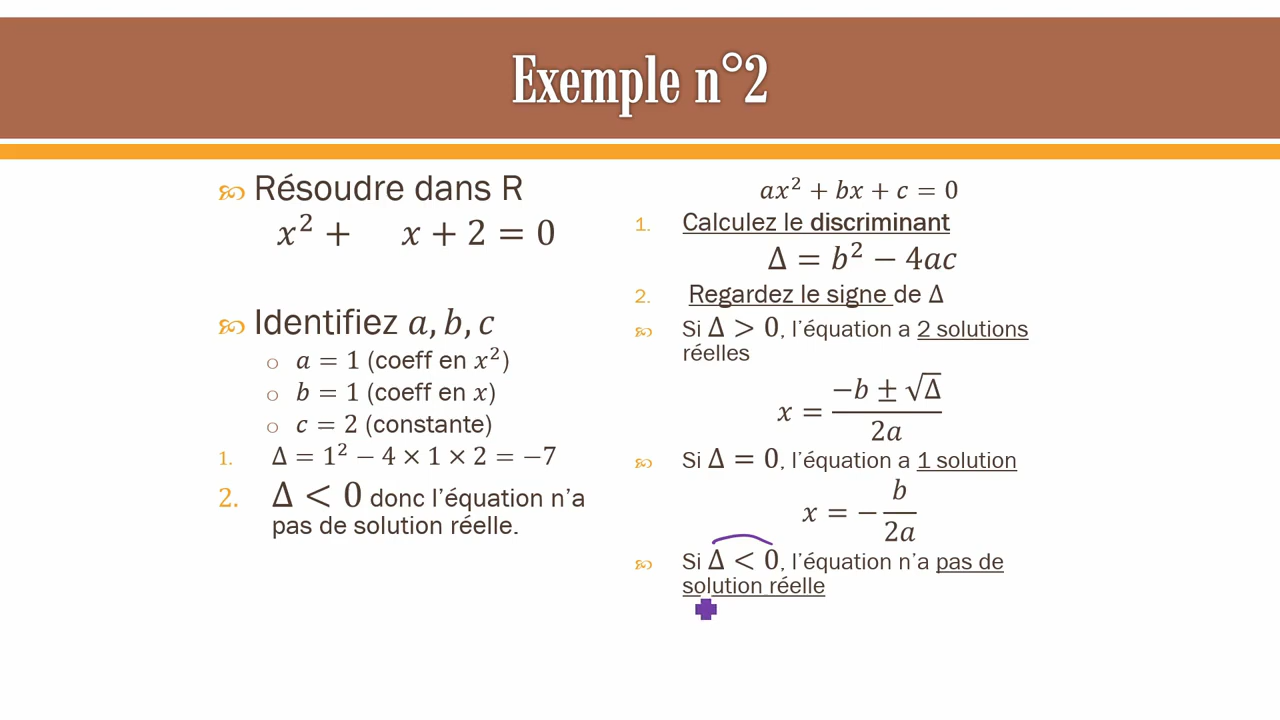 Exemple n°2
Résoudre dans R
x² + x + 2 = 0
Identifiez a, b, c
a = 1 (coeff en x²)
b = 1 (coeff en x)
c = 2 (constante)
1. Δ = 1² − 4 × 1 × 2 = −7
2. Δ < 0 donc l'équation n'a
pas de solution réelle.
ax² + bx + c = 0
1. Calculez le discriminant
Δ = b² − 4ac
2. Regardez le signe de Δ
Si Δ > 0, l'équation a 2 solutions
réelles
x = (−b ± √Δ)/2a
Si Δ = 0, l'équation a 1 solution
x = − b/2a
Si Δ < 0, l'équation n'a pas de
solution réelle